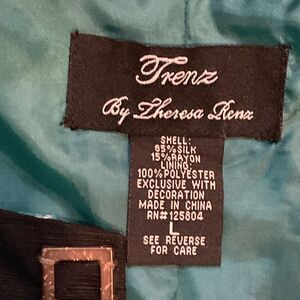 Trenz
By Theresa Renz
SHELL:
85%SILK
15%RAYON
LINING:
100%POLYESTER
EXCLUSIVE WITH
DECORATION
MADE IN CHINA
RN#125804
L
SEE REVERSE
FOR CARE